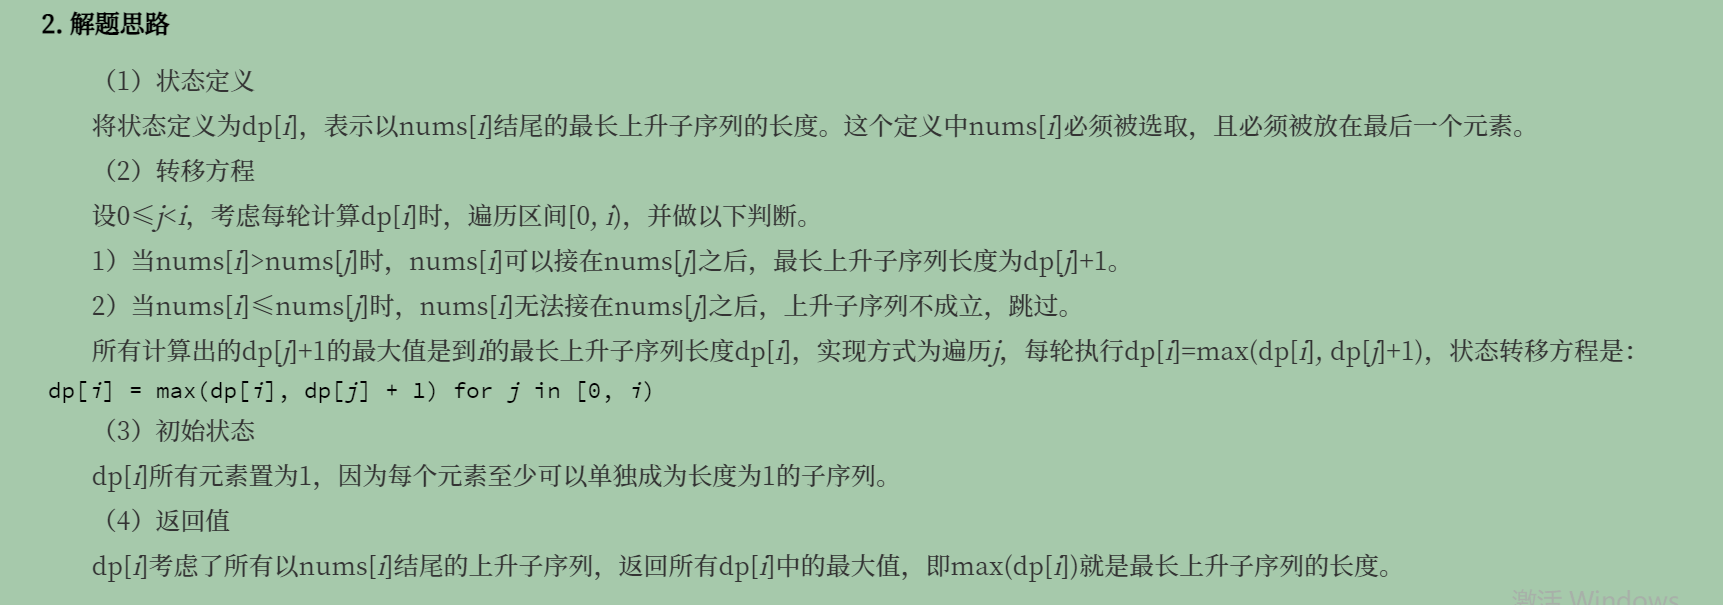 2. 解题思路
（1）状态定义
将状态定义为dp[i]，表示以nums[i]结尾的最长上升子序列的长度。这个定义中nums[i]必须被选取，且必须被放在最后一个元素。
（2）转移方程
设0≤j<i，考虑每轮计算dp[i]时，遍历区间[0, i)，并做以下判断。
1）当nums[i]>nums[j]时，nums[i]可以接在nums[j]之后，最长上升子序列长度为dp[j]+1。
2）当nums[i]≤nums[j]时，nums[i]无法接在nums[j]之后，上升子序列不成立，跳过。
所有计算出的dp[j]+1的最大值是到i的最长上升子序列长度dp[i]，实现方式为遍历j，每轮执行dp[i]=max(dp[i], dp[j]+1)，状态转移方程是：
dp[i] = max(dp[i], dp[j] + 1) for j in [0, i)
（3）初始状态
dp[i]所有元素置为1，因为每个元素至少可以单独成为长度为1的子序列。
（4）返回值
dp[i]考虑了所有以nums[i]结尾的上升子序列，返回所有dp[i]中的最大值，即max(dp[i])就是最长上升子序列的长度。
激活 Windows